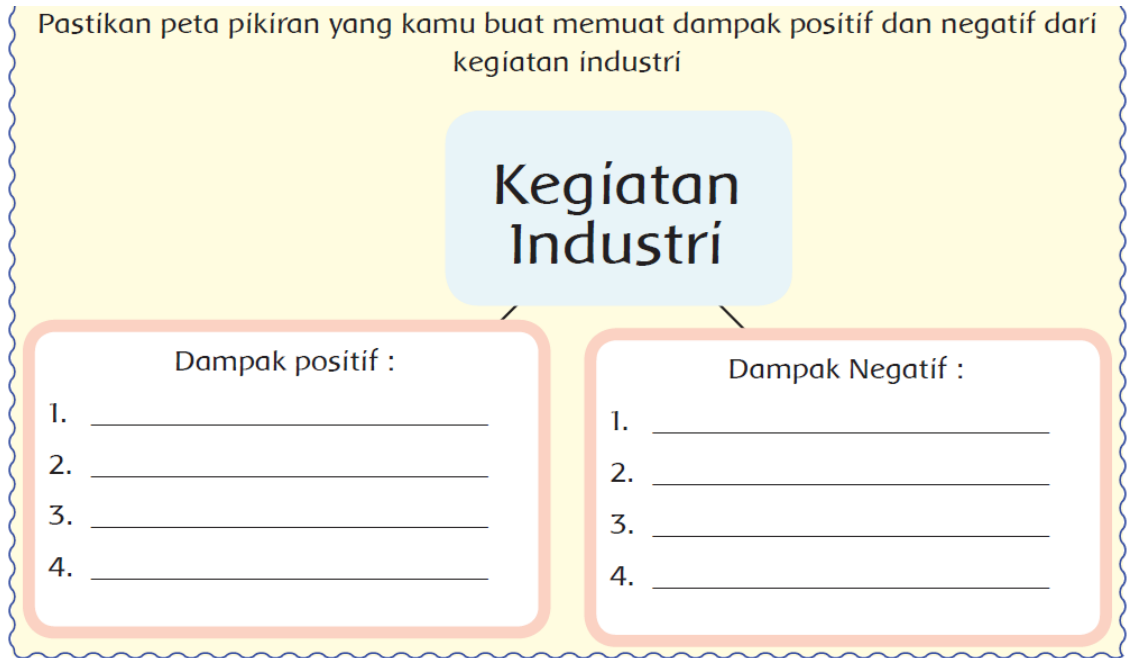 Pastikan peta pikiran yang kamu buat memuat dampak positif dan negatif dari
kegiatan industri
Kegiatan
Industri
Dampak positif :
1.
2.
3.
4.
Dampak Negatif :
1.
2.
3.
4.